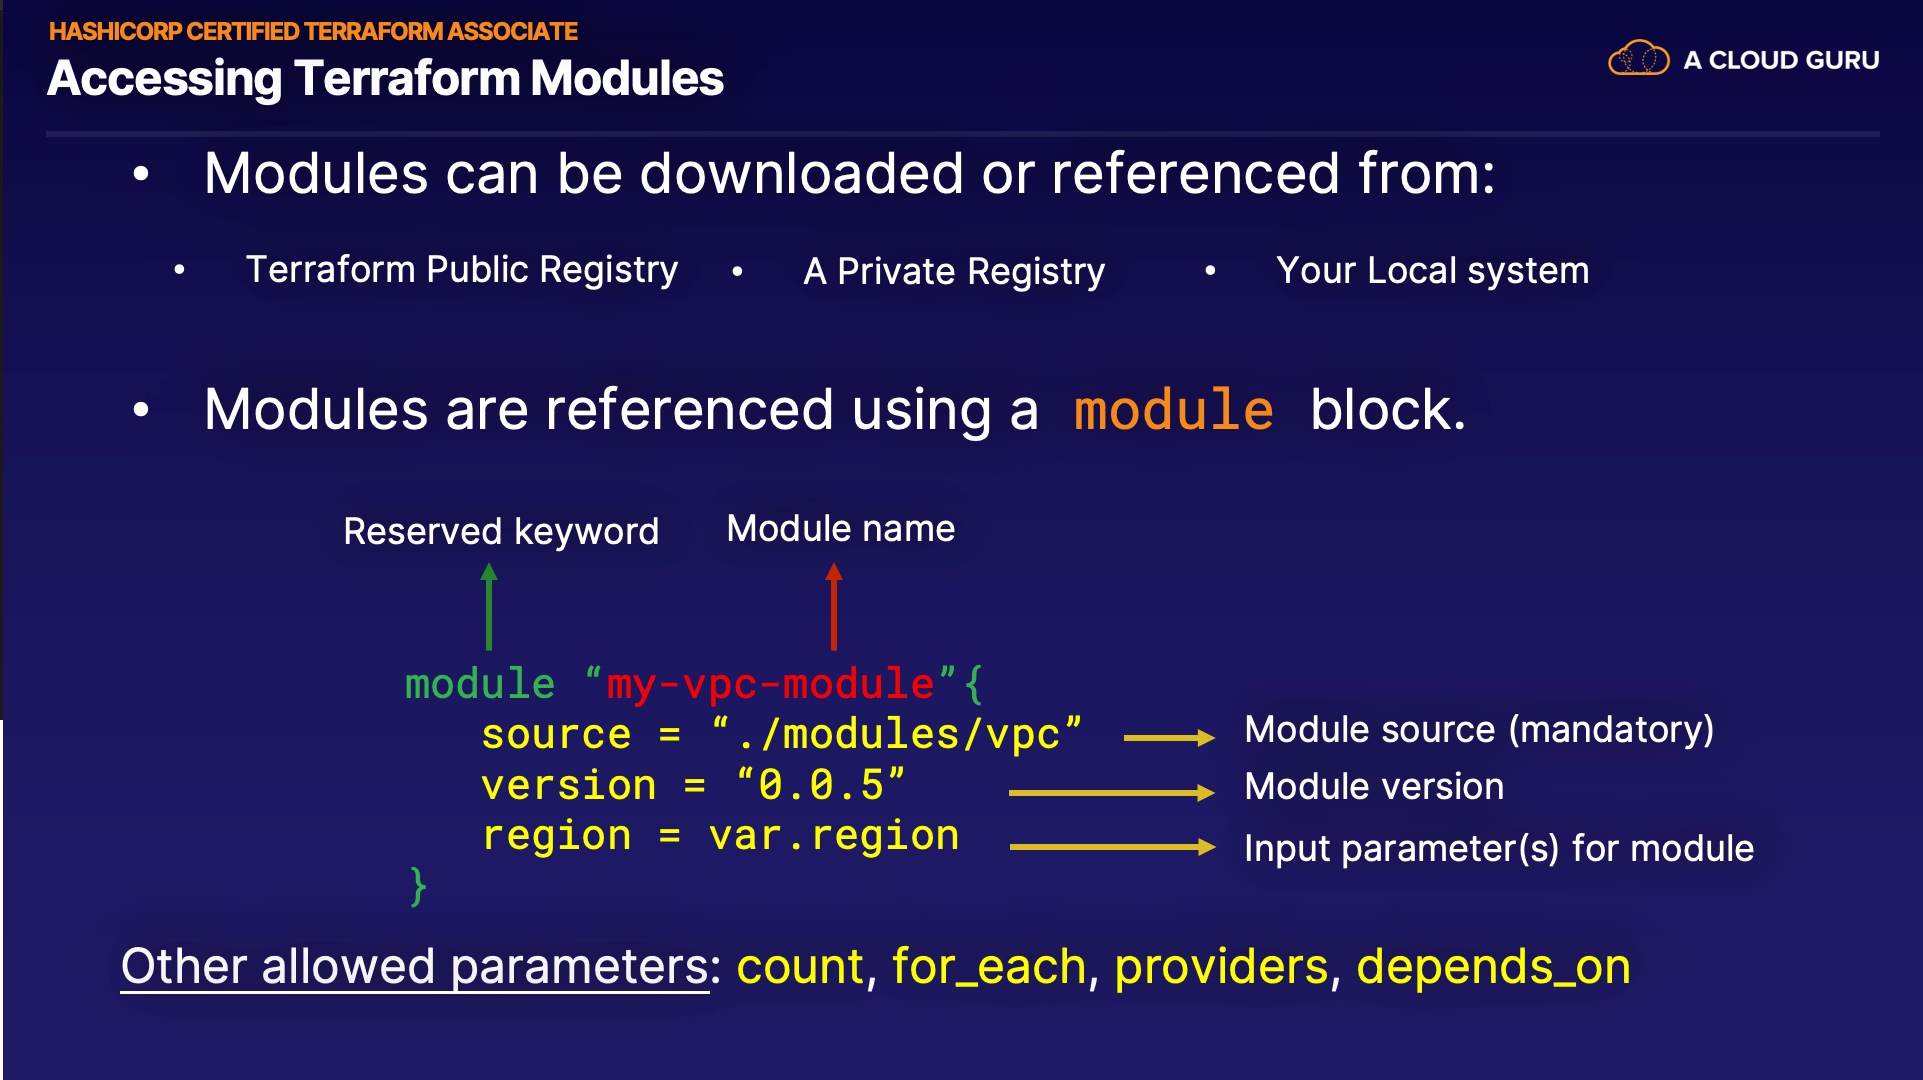 HASHICORP CERTIFIED TERRAFORM ASSOCIATE
Accessing Terraform Modules
A CLOUD GURU
• Modules can be downloaded or referenced from:
• Terraform Public Registry • A Private Registry • Your Local system
• Modules are referenced using a module block.
Reserved keyword Module name
module “my-vpc-module”{
source = “./modules/vpc” Module source (mandatory)
version = “0.0.5” Module version
region = var.region Input parameter(s) for module
}
Other allowed parameters: count, for_each, providers, depends_on